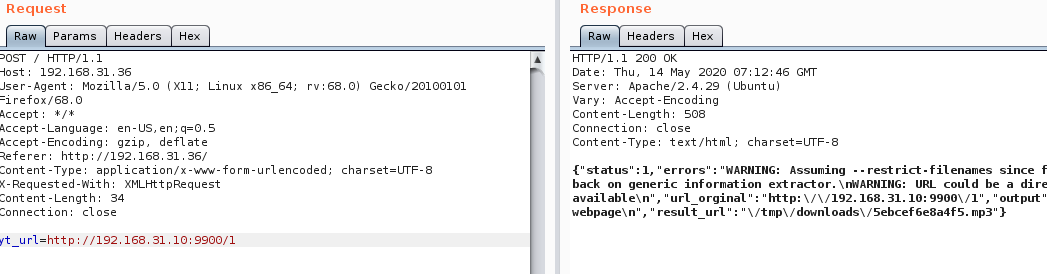 Request
Raw Params Headers Hex
POST / HTTP/1.1
Host: 192.168.31.36
User-Agent: Mozilla/5.0 (X11; Linux x86_64; rv:68.0) Gecko/20100101
Firefox/68.0
Accept: */*
Accept-Language: en-US,en;q=0.5
Accept-Encoding: gzip, deflate
Referer: http://192.168.31.36/
Content-Type: application/x-www-form-urlencoded; charset=UTF-8
X-Requested-With: XMLHttpRequest
Content-Length: 34
Connection: close
yt_url=http://192.168.31.10:9900/1
Response
Raw Headers Hex
HTTP/1.1 200 OK
Date: Thu, 14 May 2020 07:12:46 GMT
Server: Apache/2.4.29 (Ubuntu)
Vary: Accept-Encoding
Content-Length: 508
Connection: close
Content-Type: text/html; charset=UTF-8
{"status":1,"errors":"WARNING: Assuming --restrict-filenames since f
back on generic information extractor.\nWARNING: URL could be a dire
available\n","url_orginal":"http:\/\/192.168.31.10:9900\/1","output"
webpage\n","result_url":"\/tmp\/downloads\/5ebcef6e8a4f5.mp3"}